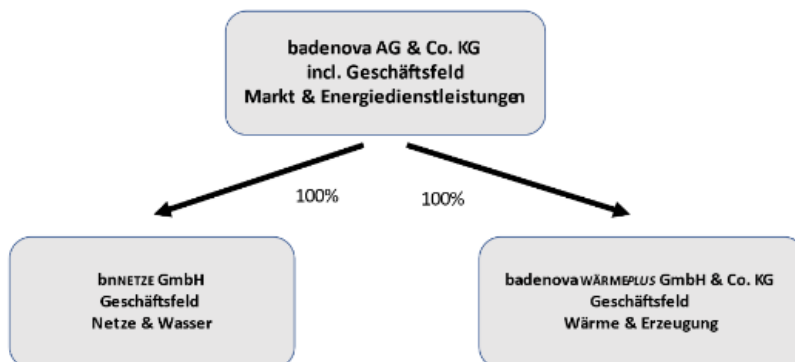 badenova AG & Co. KG
incl. Geschäftsfeld
Markt & Energiedienstleistungen
100%
100%
bnNETZE GmbH
Geschäftsfeld
Netze & Wasser
badenovaWÄRMEPLUS GmbH & Co. KG
Geschäftsfeld
Wärme & Erzeugung